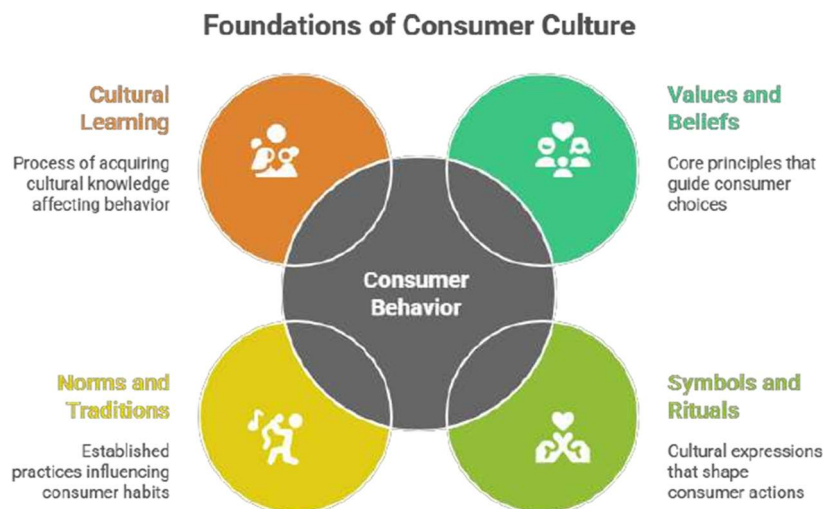 Foundations of Consumer Culture
Cultural
Learning
Process of acquiring
cultural knowledge
affecting behavior
Values and
Beliefs
Core principles that
guide consumer
choices
Consumer
Behavior
Norms and
Traditions
Established
practices influencing
consumer habits
Symbols and
Rituals
Cultural expressions
that shape
consumer actions